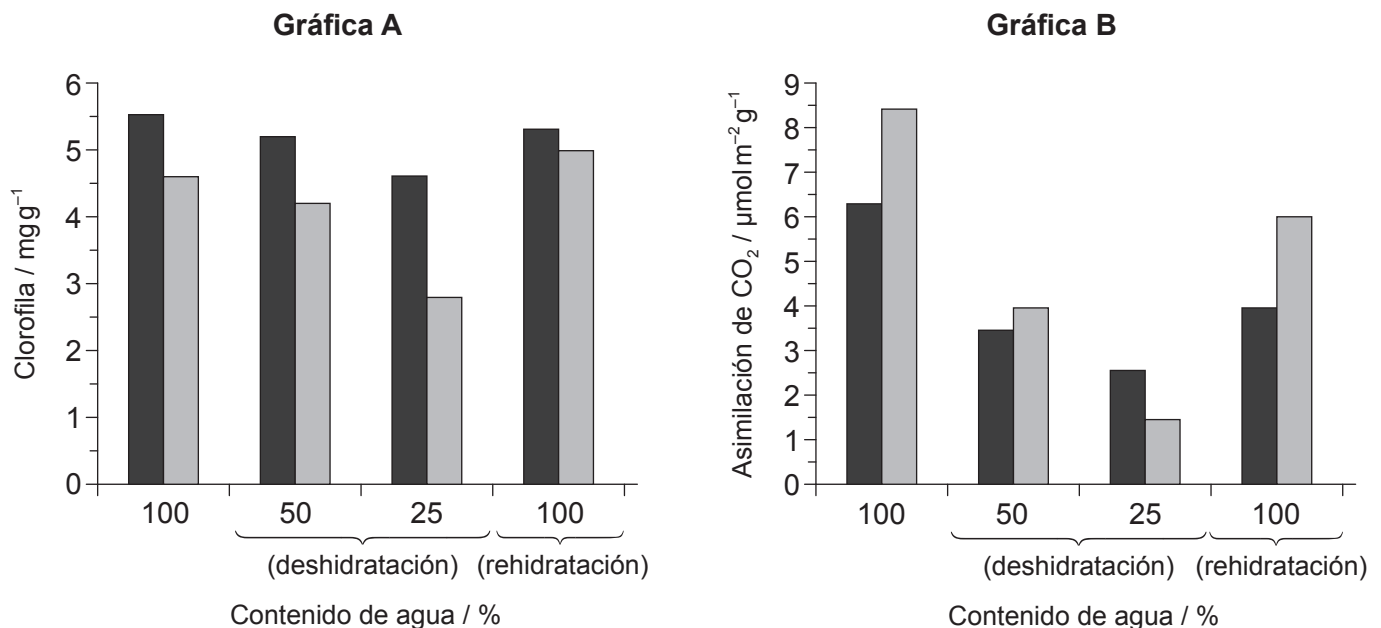 Gráfica A
Clorofila / mg g⁻¹
6
5
4
3
2
1
0
100 50 25 100
(deshidratación) (rehidratación)
Contenido de agua / %
Gráfica B
Asimilación de CO₂ / µmol m⁻² g⁻¹
9
8
7
6
5
4
3
2
1
0
100 50 25 100
(deshidratación) (rehidratación)
Contenido de agua / %